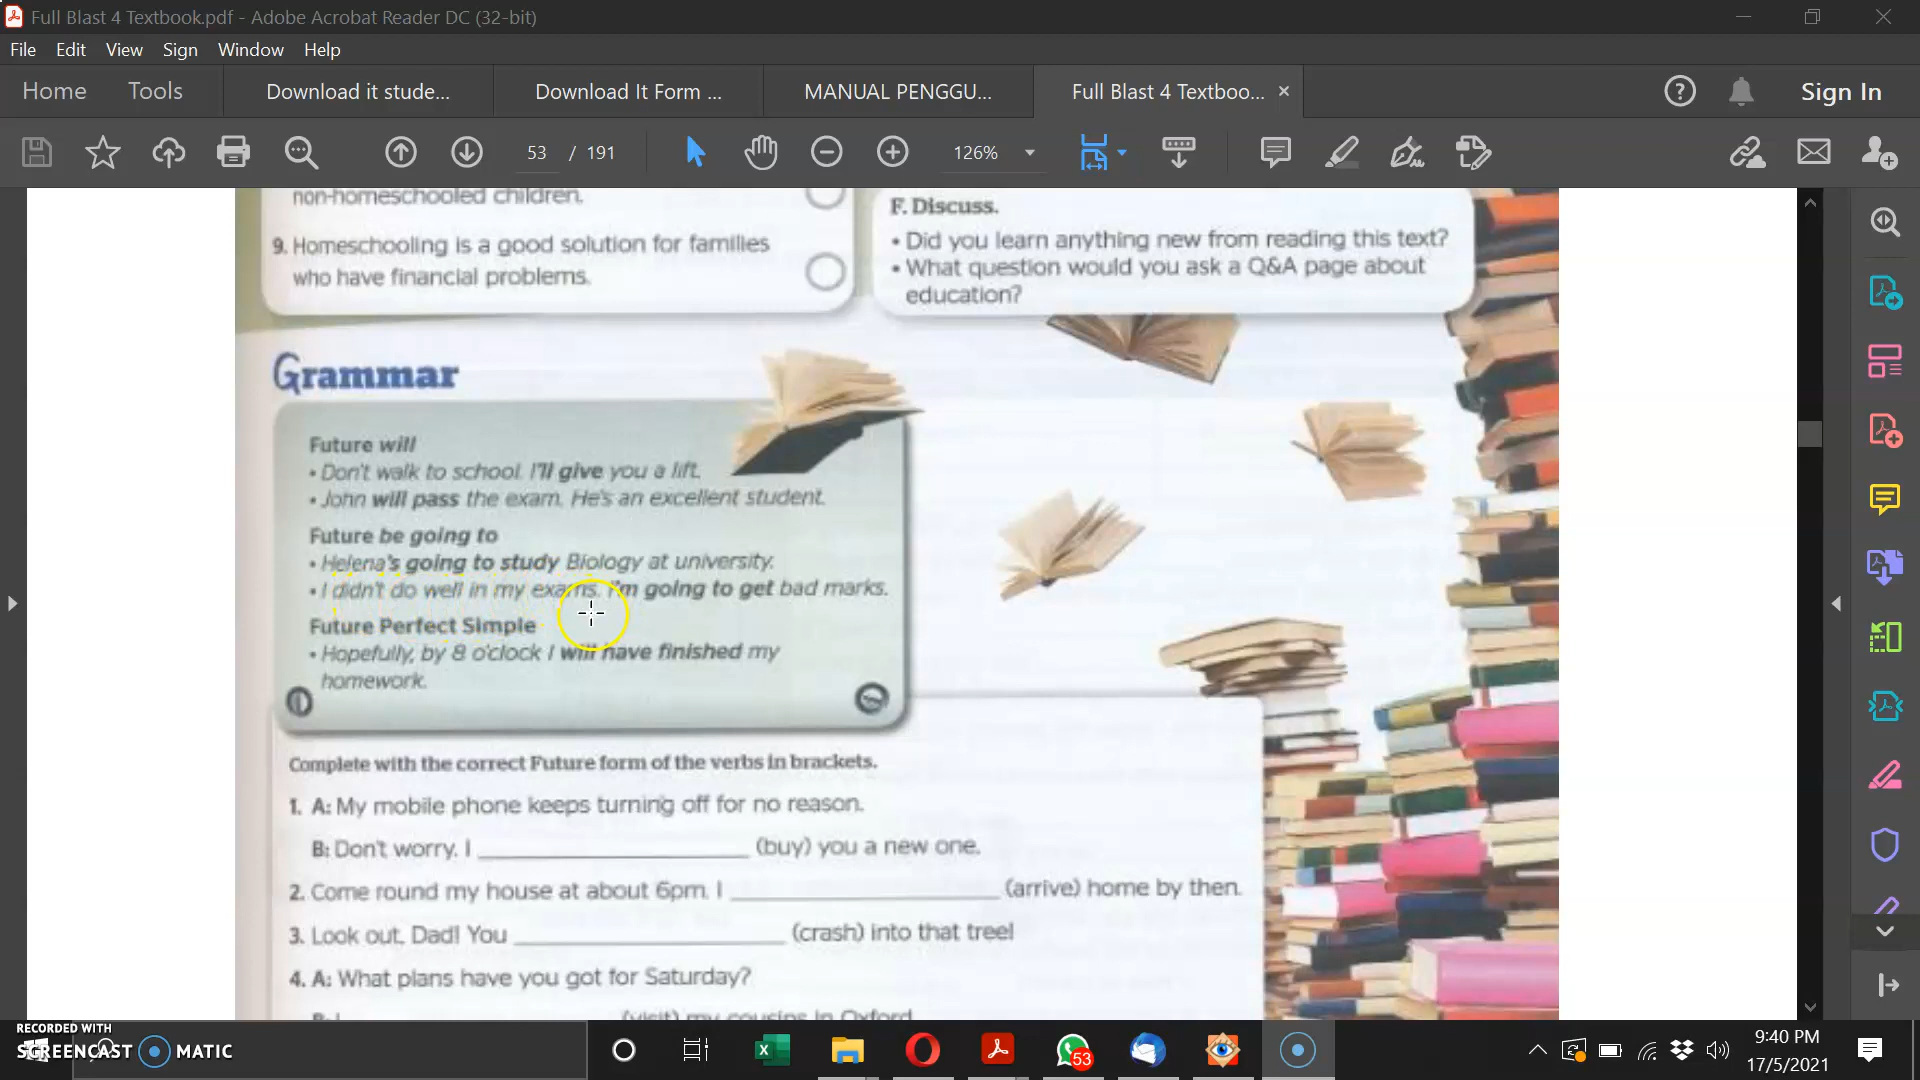 Full Blast 4 Textbook.pdf - Adobe Acrobat Reader DC (32-bit)
File Edit View Sign Window Help
Home Tools Download it stude... Download It Form ... MANUAL PENGGU... Full Blast 4 Textboo... × Sign In
53 / 191 126%
non-homeschooled children.
9. Homeschooling is a good solution for families
who have financial problems.
F. Discuss.
• Did you learn anything new from reading this text?
• What question would you ask a Q&A page about
education?
Grammar
Future will
• Don't walk to school. I'll give you a lift.
• John will pass the exam. He's an excellent student.
Future be going to
• Helena's going to study Biology at university.
• I didn't do well in my exams. I'm going to get bad marks.
Future Perfect Simple
• Hopefully, by 8 o'clock I will have finished my
homework.
Complete with the correct Future form of the verbs in brackets.
1. A: My mobile phone keeps turning off for no reason.
B: Don't worry. I ____________________ (buy) you a new one.
2. Come round my house at about 6pm. I ____________________ (arrive) home by then.
3. Look out, Dad! You ____________________ (crash) into that tree!
4. A: What plans have you got for Saturday?
B: I ____________________ (visit) my cousins in Oxford.
RECORDED WITH
SCREENCAST MATIC
53
9:40 PM
17/5/2021